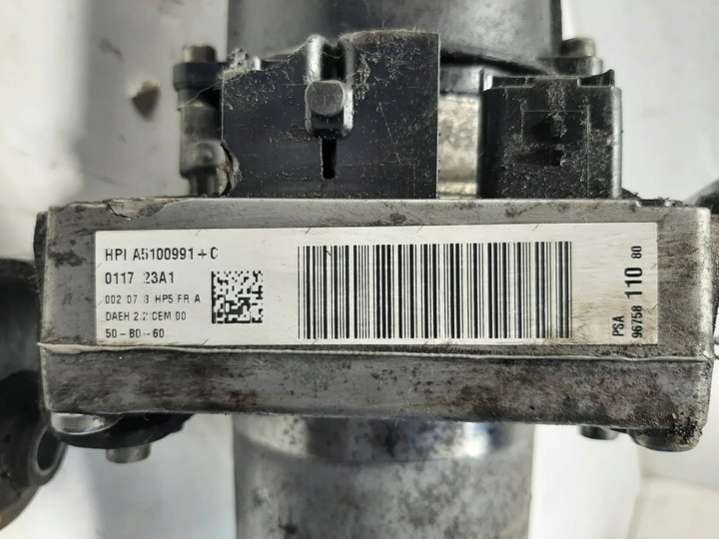 HPI A5100991+C
0117 23A1
002 07 3 HP5 FR A
DAEH 2.2 CEM 00
50-80-60
PSA
96758 110 80